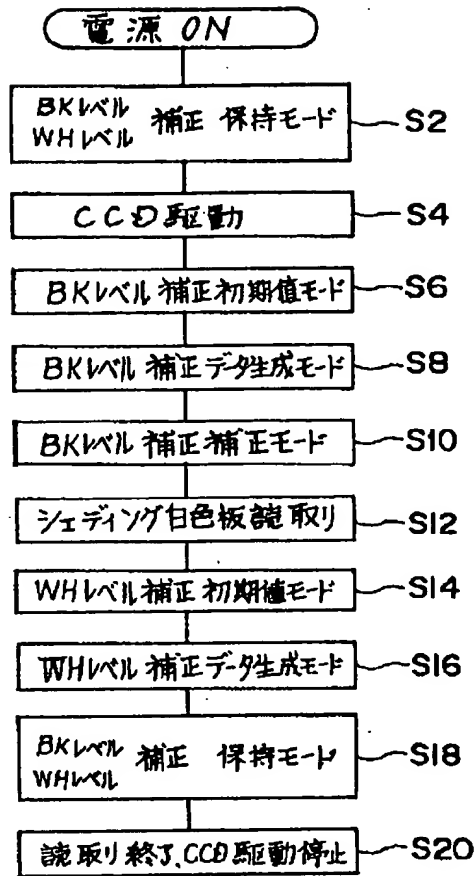 電源 ON
BKレベル
WHレベル 補正 保持モード
S2
CCD駆動
S4
BKレベル補正初期値モード
S6
BKレベル補正データ生成モード
S8
BKレベル補正補正モード
S10
シェディング白色板読取り
S12
WHレベル補正初期値モード
S14
WHレベル補正データ生成モード
S16
BKレベル
WHレベル 補正 保持モード
S18
読取り終了、CCD駆動停止
S20